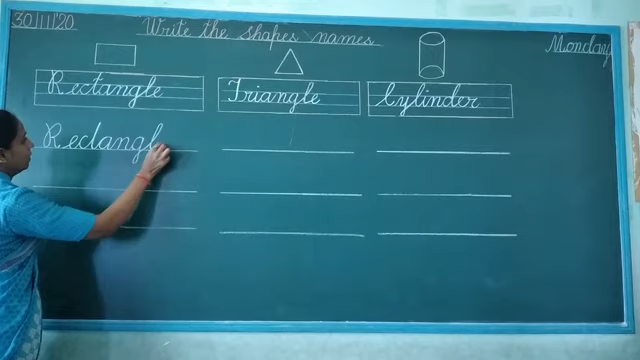 30/11/'20
Write the shapes names
Monday
Rectangle Triangle Cylinder
Rectangl